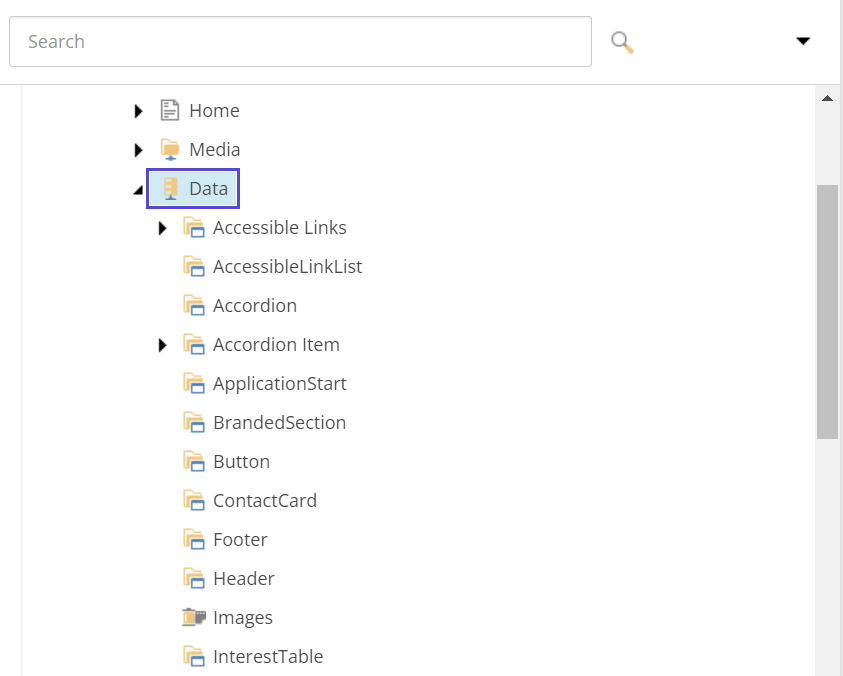 Search
Home
Media
Data
Accessible Links
AccessibleLinkList
Accordion
Accordion Item
ApplicationStart
BrandedSection
Button
ContactCard
Footer
Header
Images
InterestTable